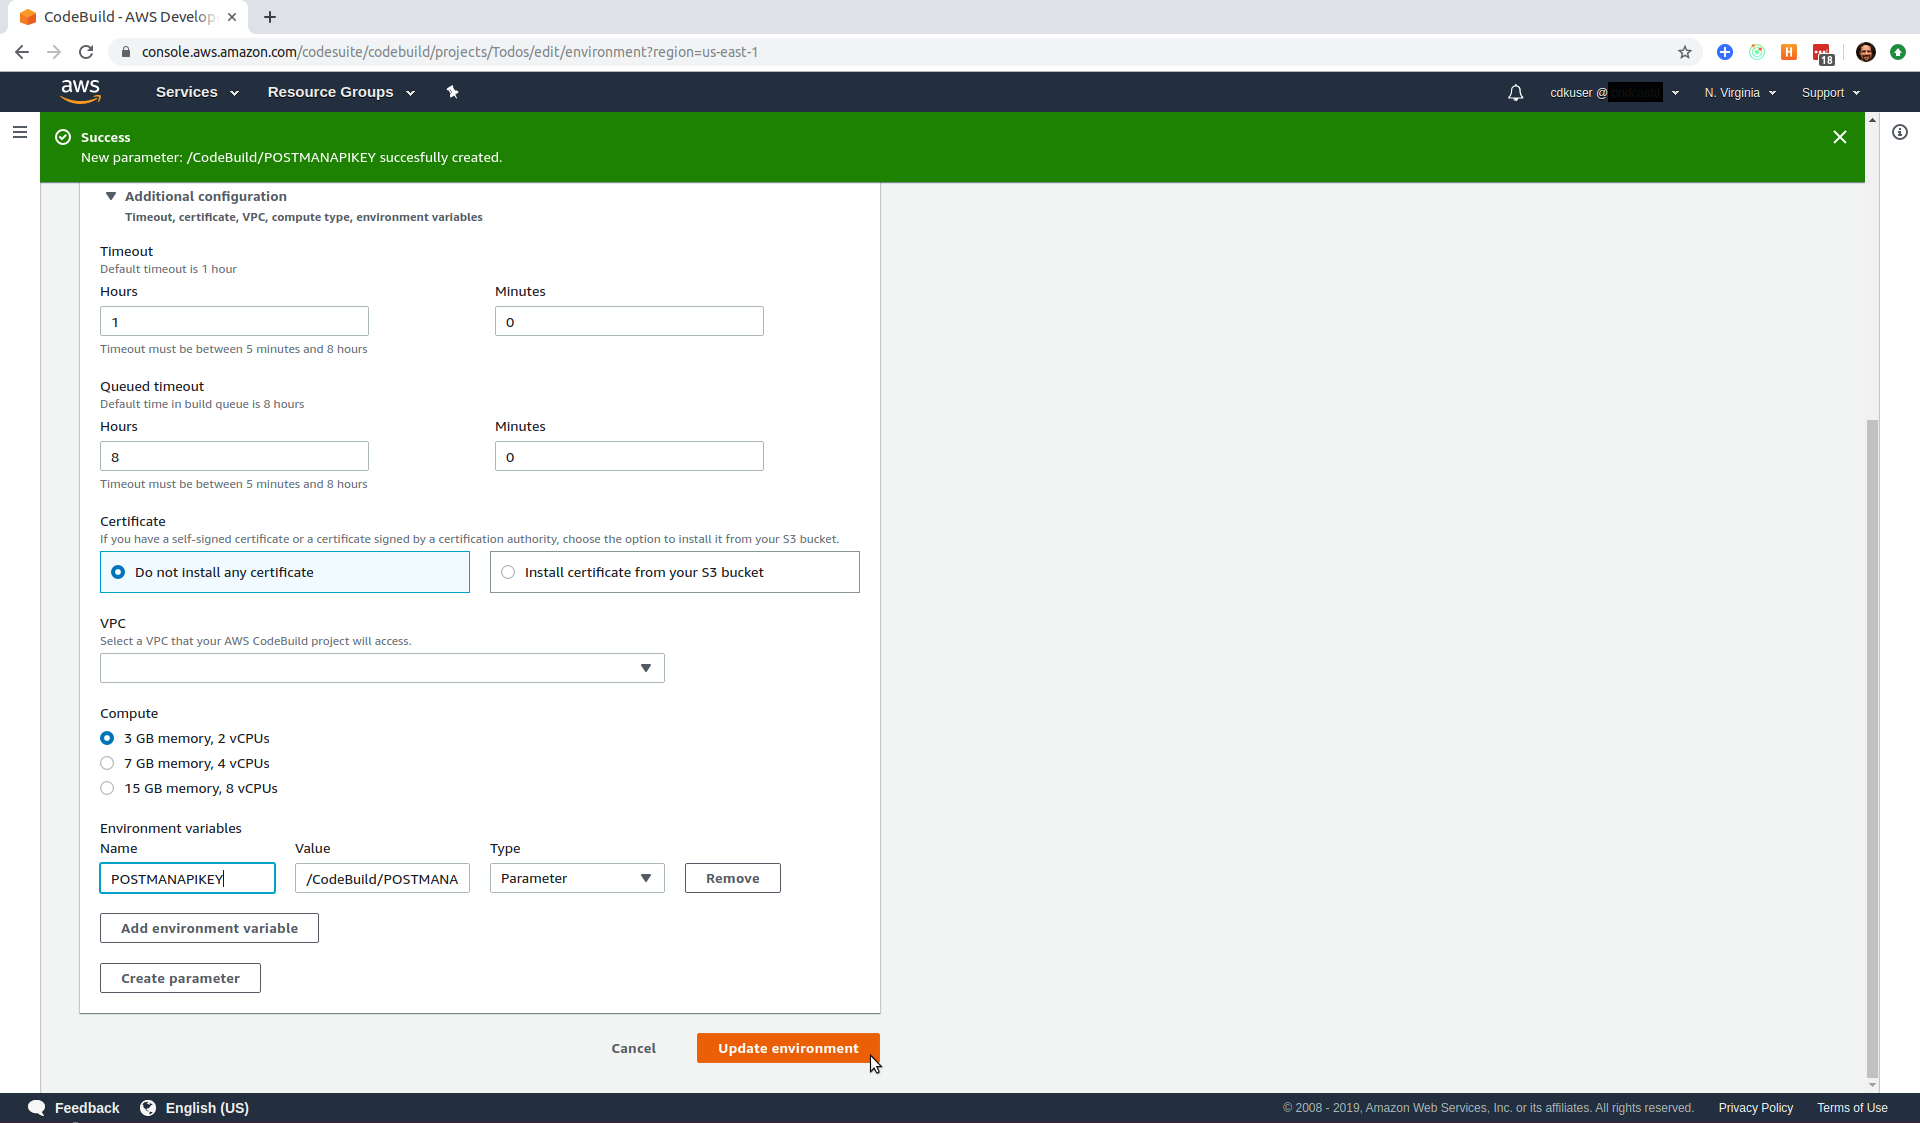 CodeBuild - AWS Develop
console.aws.amazon.com/codesuite/codebuild/projects/Todos/edit/environment?region=us-east-1
H
18
aws
Services
Resource Groups
cdkuser @
N. Virginia
Support
Success
New parameter: /CodeBuild/POSTMANAPIKEY succesfully created.
Additional configuration
Timeout, certificate, VPC, compute type, environment variables
Timeout
Default timeout is 1 hour
Hours
Minutes
1
0
Timeout must be between 5 minutes and 8 hours
Queued timeout
Default time in build queue is 8 hours
Hours
Minutes
8
0
Timeout must be between 5 minutes and 8 hours
Certificate
If you have a self-signed certificate or a certificate signed by a certification authority, choose the option to install it from your S3 bucket.
Do not install any certificate
Install certificate from your S3 bucket
VPC
Select a VPC that your AWS CodeBuild project will access.
Compute
3 GB memory, 2 vCPUs
7 GB memory, 4 vCPUs
15 GB memory, 8 vCPUs
Environment variables
Name
Value
Type
POSTMANAPIKEY
/CodeBuild/POSTMANA
Parameter
Remove
Add environment variable
Create parameter
Cancel
Update environment
Feedback
English (US)
© 2008 - 2019, Amazon Web Services, Inc. or its affiliates. All rights reserved.
Privacy Policy
Terms of Use